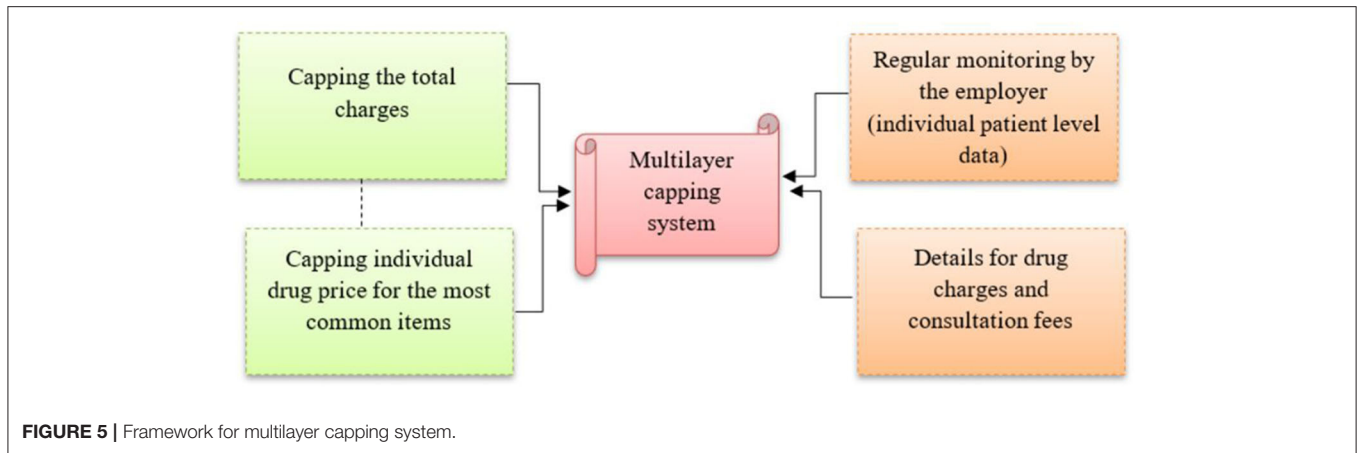 Capping the total
charges
Capping individual
drug price for the most
common items
Multilayer
capping
system
Regular monitoring by
the employer
(individual patient level
data)
Details for drug
charges and
consultation fees
FIGURE 5 | Framework for multilayer capping system.